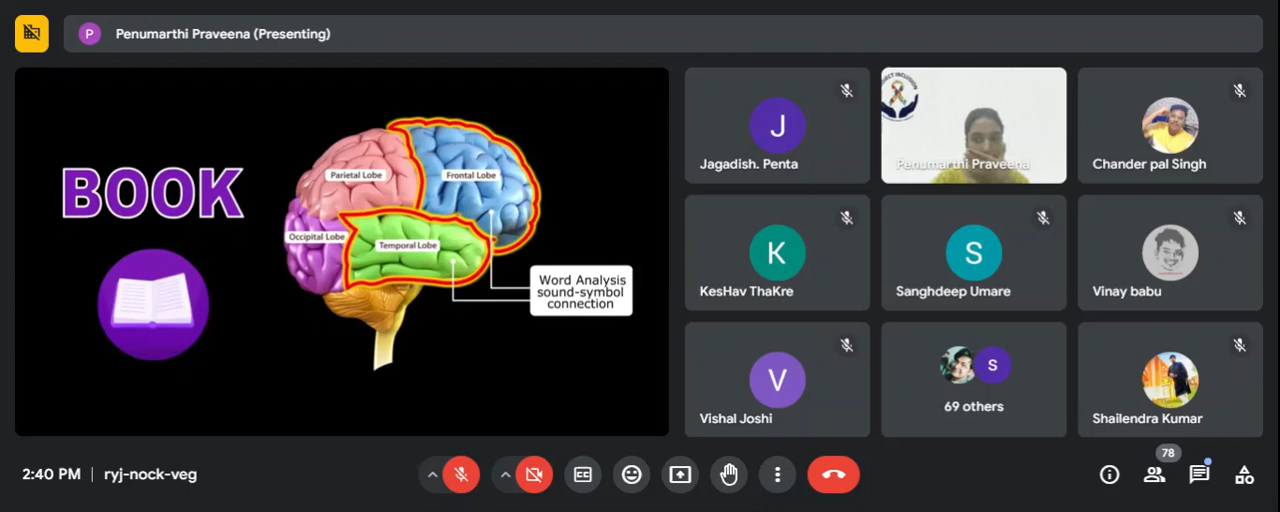 P
Penumarthi Praveena (Presenting)
BOOK
Parietal Lobe
Frontal Lobe
Occipital Lobe
Temporal Lobe
Word Analysis
sound-symbol
connection
J
Jagadish. Penta
Penumarthi Praveena
Chander pal Singh
K
KesHav ThaKre
S
Sanghdeep Umare
Vinay babu
V
Vishal Joshi
S
69 others
Shailendra Kumar
2:40 PM | ryj-nock-veg
CC
78